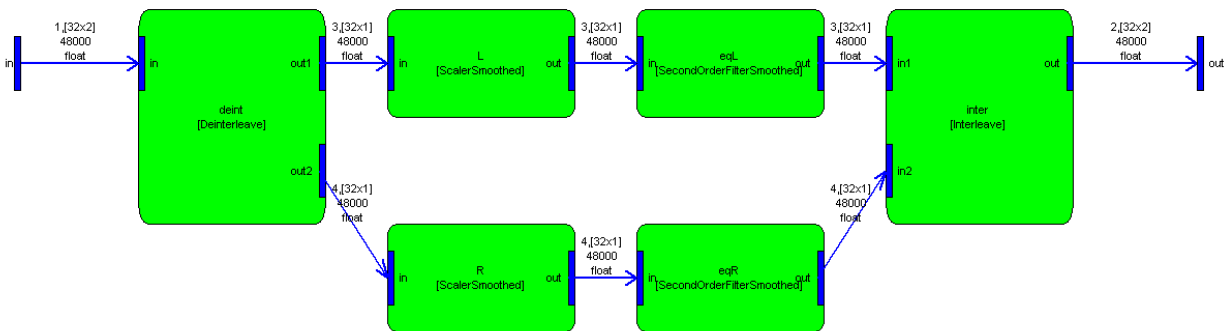 1,[32x2]
48000
float
3,[32x1]
48000
float
3,[32x1]
48000
float
3,[32x1]
48000
float
2,[32x2]
48000
float
in
in
out1
deint
[Deinterleave]
out2
in
L
out
[ScalerSmoothed]
in
eqL
out
[SecondOrderFilterSmoothed]
in1
out
inter
[Interleave]
in2
out
4,[32x1]
48000
float
4,[32x1]
48000
float
4,[32x1]
48000
float
in
R
out
[ScalerSmoothed]
in
eqR
out
[SecondOrderFilterSmoothed]